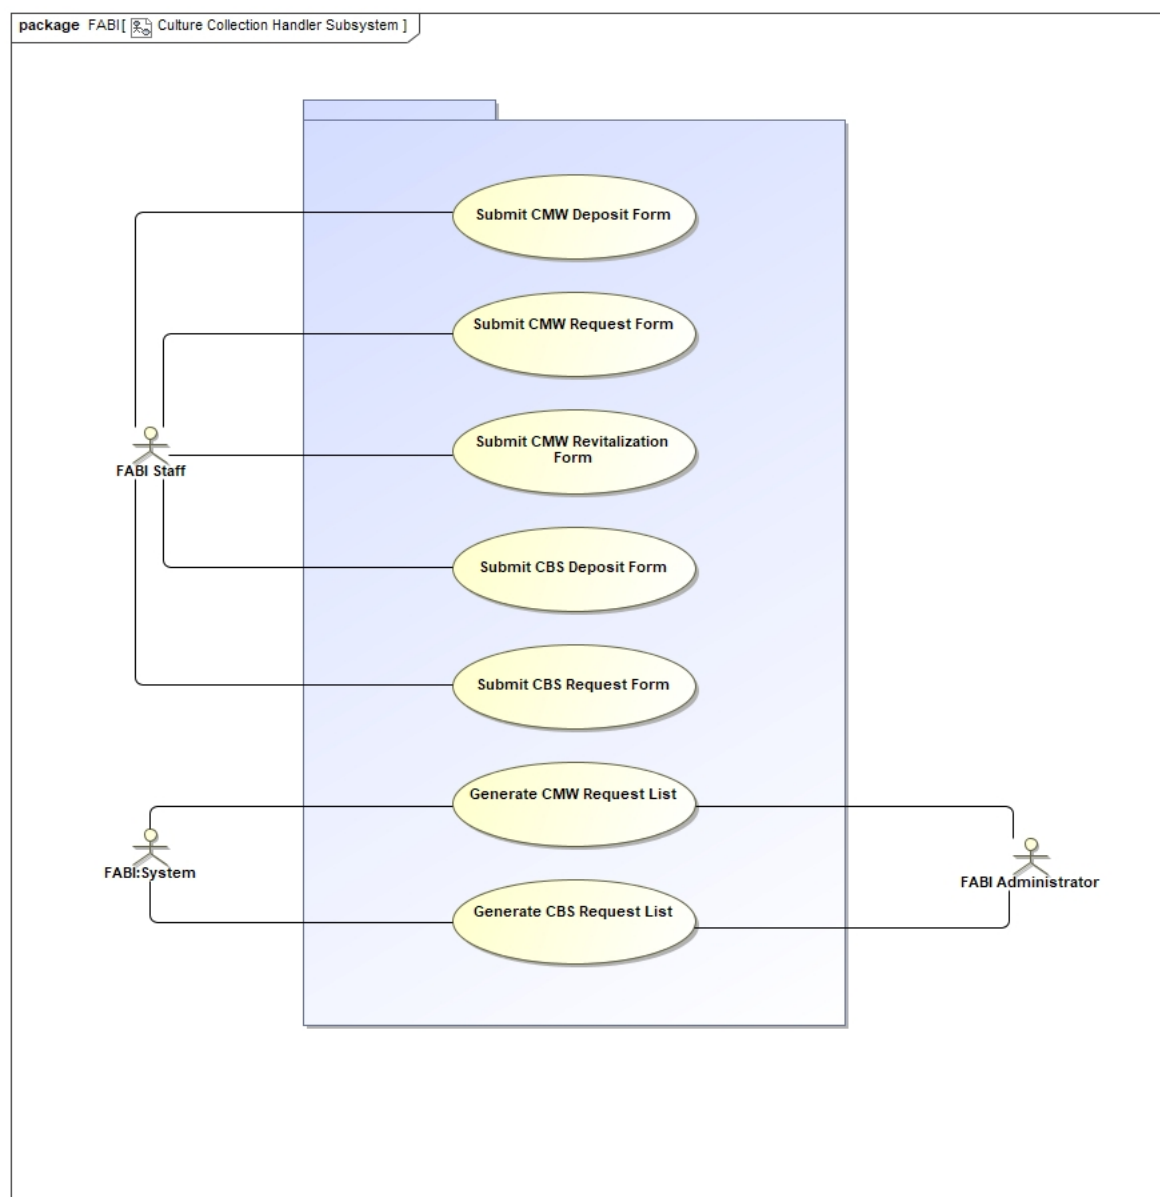 package FABI[ Culture Collection Handler Subsystem ]
Submit CMW Deposit Form
Submit CMW Request Form
Submit CMW Revitalization
Form
FABI Staff
Submit CBS Deposit Form
Submit CBS Request Form
Generate CMW Request List
FABI:System
FABI Administrator
Generate CBS Request List